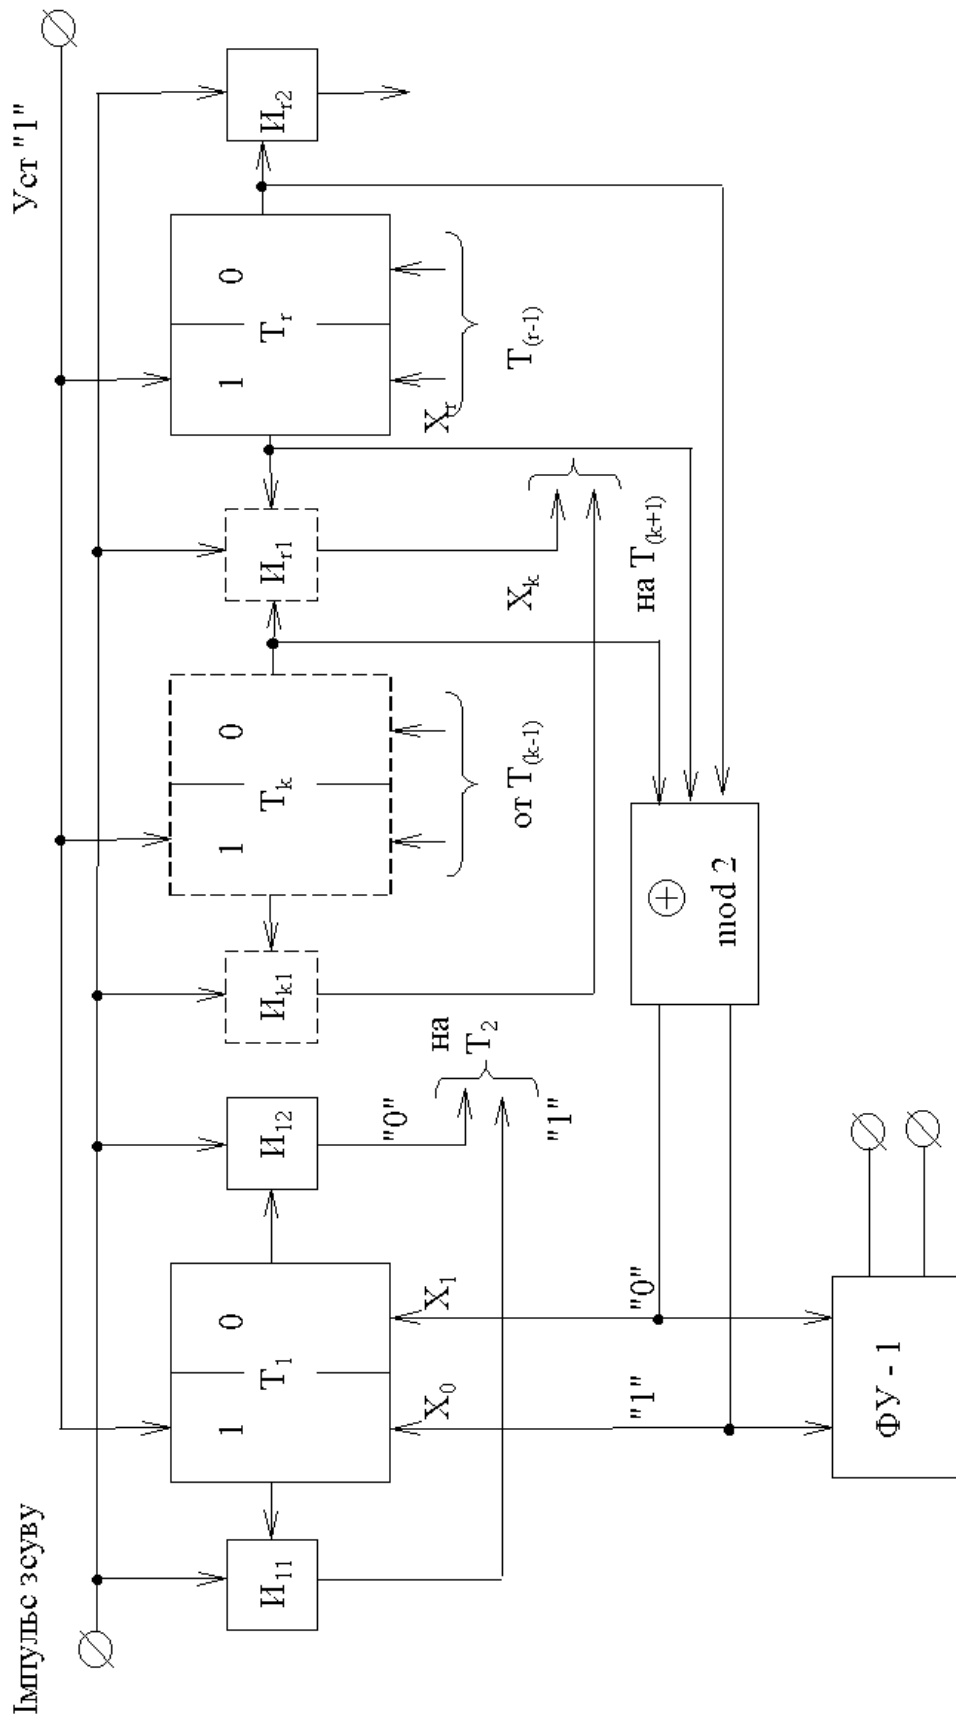 Імпульс зсуву
Уст "1"
И₁₁
1
T₁
0
И₁₂
Иₖ₁
1
Tₖ
0
Иᵣ₁
1
Tᵣ
0
Иᵣ₂
X₀
X₁
"0"
"1"
на
T₂
от T₍ₖ₋₁₎
Xₖ
на T₍ₖ₊₁₎
Xᵣ
T₍ᵣ₋₁₎
"1"
"0"
+
mod 2
ФУ - 1